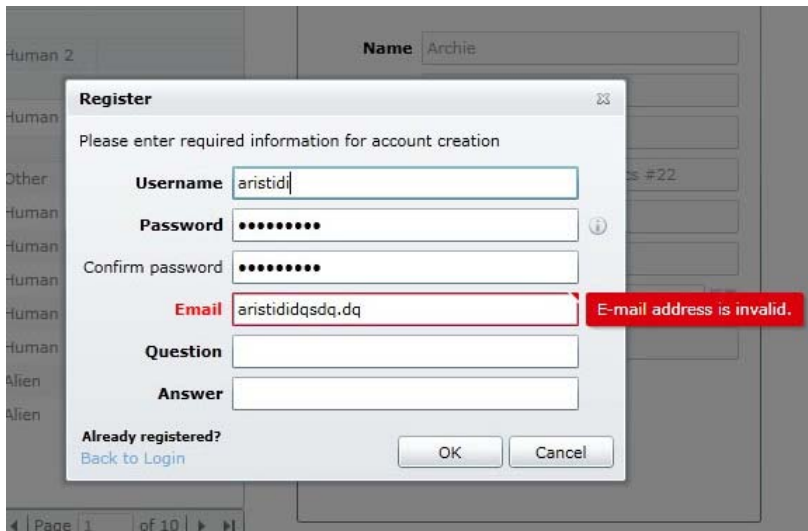 Human 2
Name Archie
Register
Human
Please enter required information for account creation
Other
Username aristidi
s #22
Human
Password •••••••••
Human
Confirm password •••••••••
Human
Human
Email aristididqsdq.dq
E-mail address is invalid.
Human
Question
Alien
Answer
Alien
Already registered?
Back to Login
OK
Cancel
Page 1 of 10